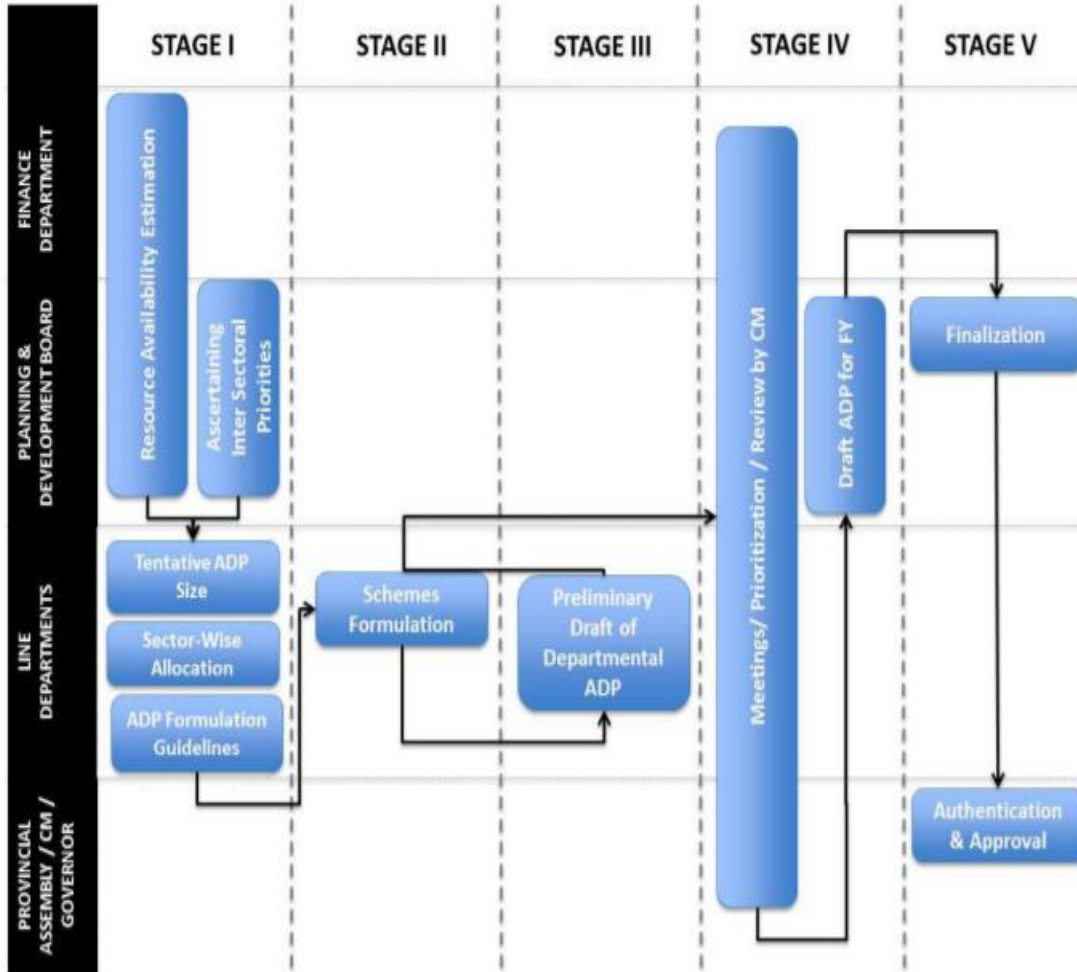 STAGE I
STAGE II
STAGE III
STAGE IV
STAGE V
FINANCE
DEPARTMENT
Resource Availability Estimation
PLANNING &
DEVELOPMENT BOARD
Ascertaining
Inter Sectoral
Priorities
Meetings/ Prioritization / Review by CM
Draft ADP for FY
Finalization
LINE
DEPARTMENTS
Tentative ADP
Size
Sector-Wise
Allocation
ADP Formulation
Guidelines
Schemes
Formulation
Preliminary
Draft of
Departmental
ADP
PROVINCIAL
ASSEMBLY / CM /
GOVERNOR
Authentication
& Approval